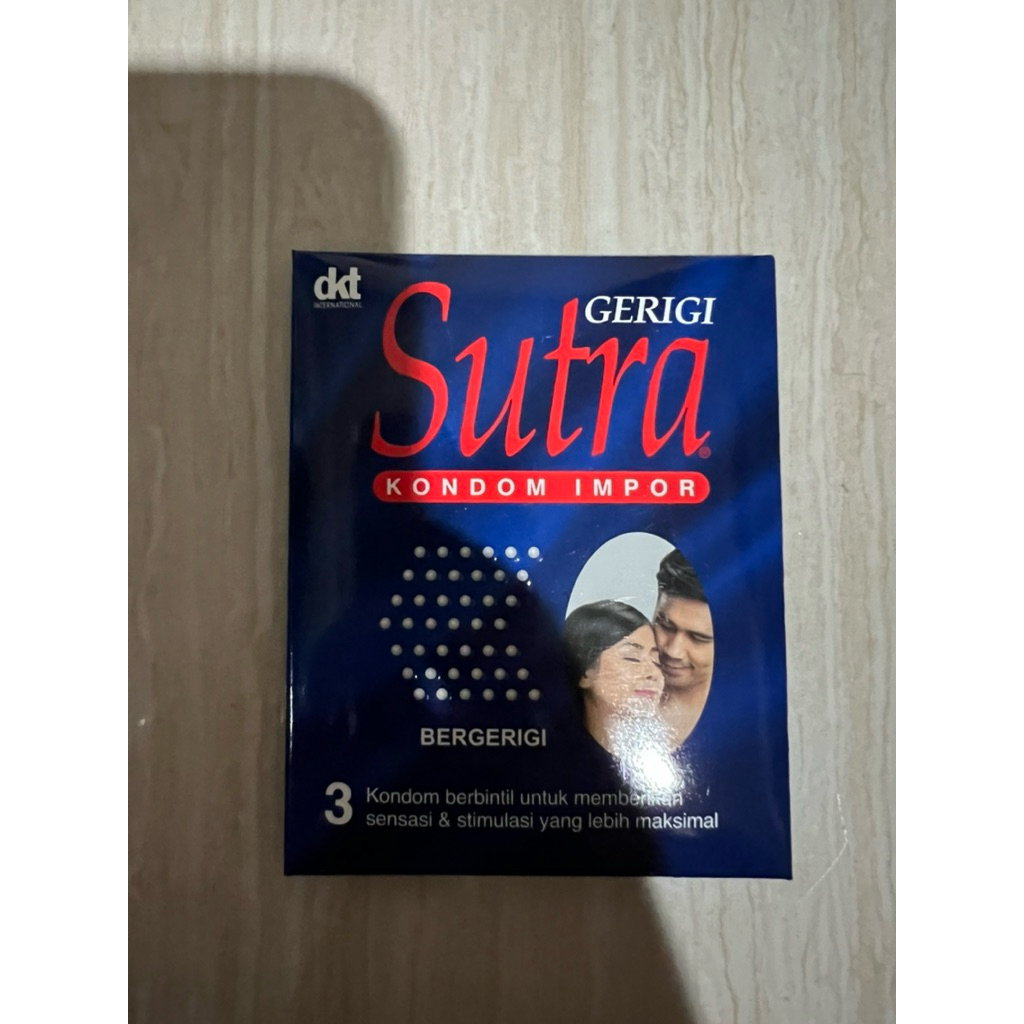 dkt
INTERNATIONAL
GERIGI
Sutra®
KONDOM IMPOR
BERGERIGI
3 Kondom berbintil untuk memberikan
sensasi & stimulasi yang lebih maksimal